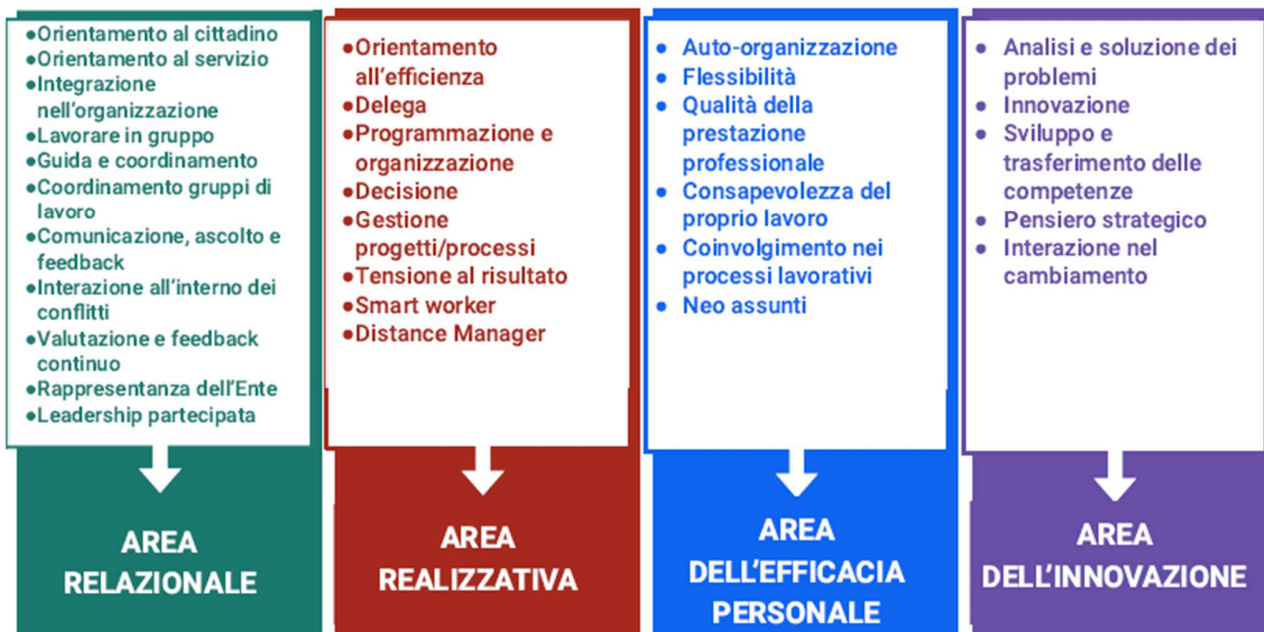 ●Orientamento al cittadino
●Orientamento al servizio
●Integrazione
nell'organizzazione
●Lavorare in gruppo
●Guida e coordinamento
●Coordinamento gruppi di
lavoro
●Comunicazione, ascolto e
feedback
●Interazione all'interno dei
conflitti
●Valutazione e feedback
continuo
●Rappresentanza dell'Ente
●Leadership partecipata
AREA
RELAZIONALE
●Orientamento
all'efficienza
●Delega
●Programmazione e
organizzazione
●Decisione
●Gestione
progetti/processi
●Tensione al risultato
●Smart worker
●Distance Manager
AREA
REALIZZATIVA
● Auto-organizzazione
● Flessibilità
● Qualità della
prestazione
professionale
● Consapevolezza del
proprio lavoro
● Coinvolgimento nei
processi lavorativi
● Neo assunti
AREA
DELL'EFFICACIA
PERSONALE
● Analisi e soluzione dei
problemi
● Innovazione
● Sviluppo e
trasferimento delle
competenze
● Pensiero strategico
● Interazione nel
cambiamento
AREA
DELL'INNOVAZIONE